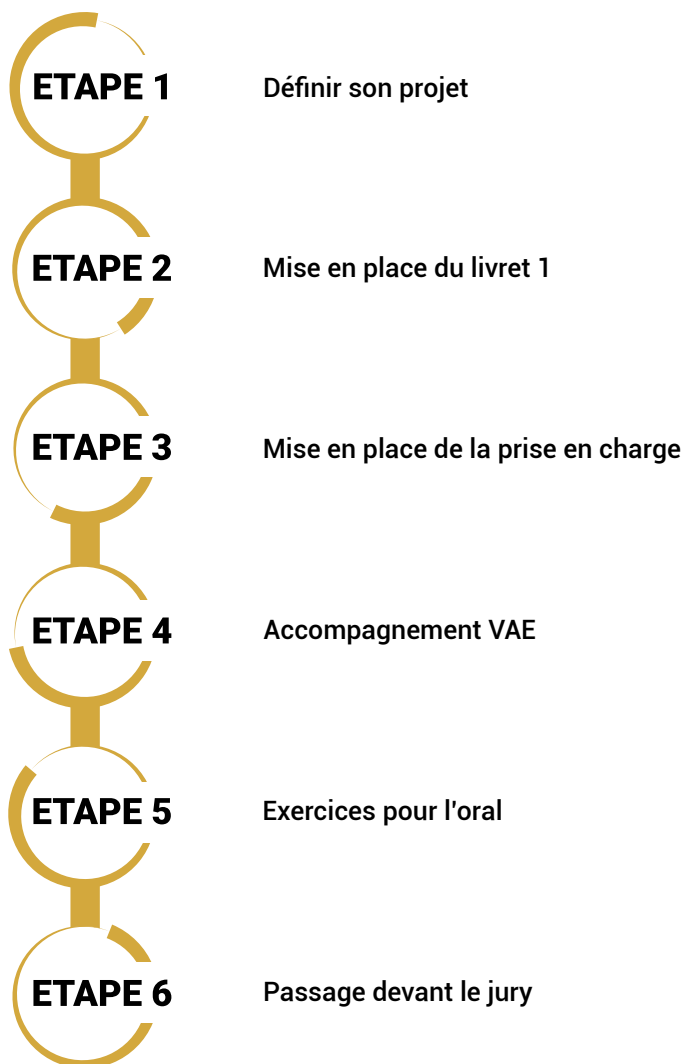 ETAPE 1 Définir son projet
ETAPE 2 Mise en place du livret 1
ETAPE 3 Mise en place de la prise en charge
ETAPE 4 Accompagnement VAE
ETAPE 5 Exercices pour l'oral
ETAPE 6 Passage devant le jury